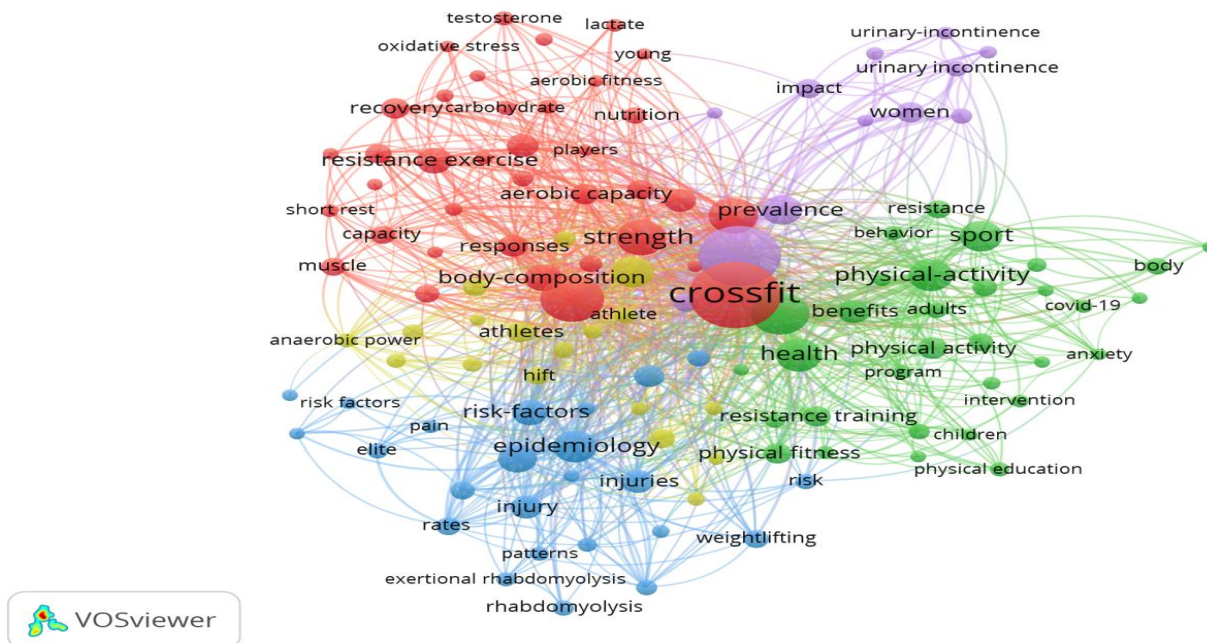 testosterone
lactate
urinary-incontinence
oxidative stress
young
urinary incontinence
aerobic fitness
impact
recovery
carbohydrate
nutrition
women
players
resistance exercise
aerobic capacity
short rest
prevalence
resistance
capacity
responses
strength
behavior
sport
muscle
body-composition
physical-activity
body
crossfit
athlete
benefits
adults
covid-19
anaerobic power
athletes
health
physical activity
anxiety
hift
program
risk factors
risk-factors
intervention
pain
resistance training
elite
epidemiology
children
physical fitness
physical education
injuries
risk
injury
rates
weightlifting
patterns
exertional rhabdomyolysis
rhabdomyolysis
VOSviewer